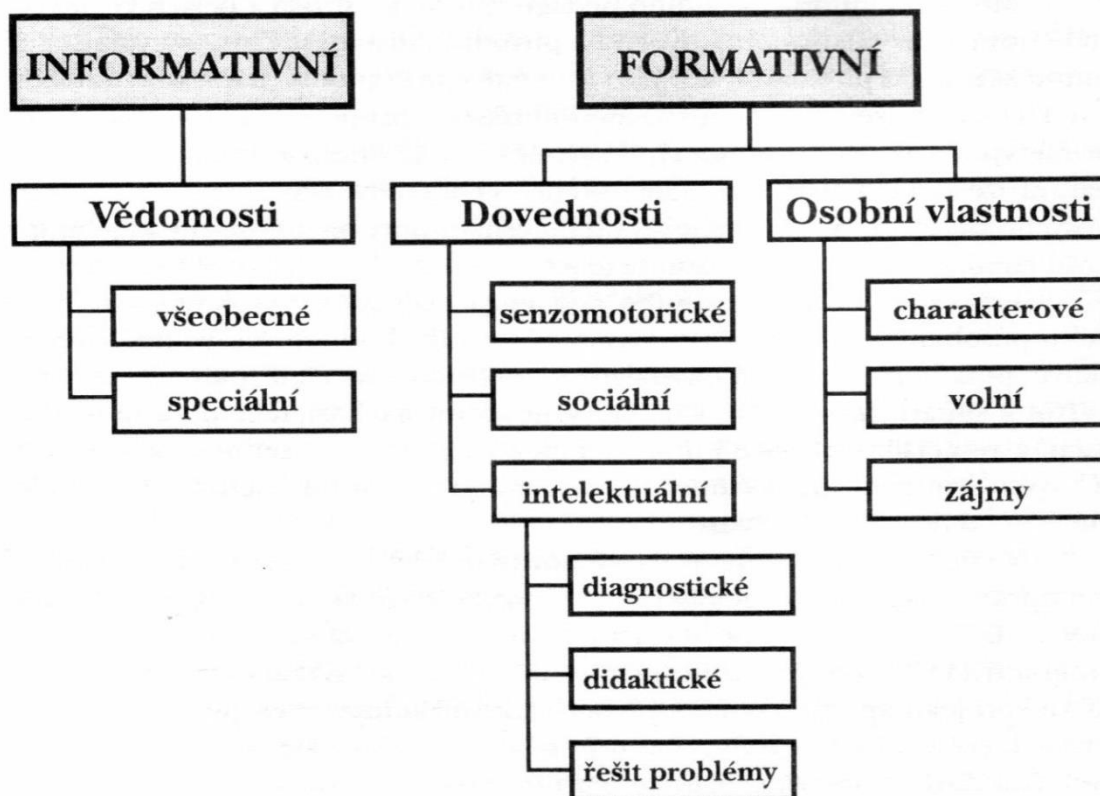 INFORMATIVNÍ
FORMATIVNÍ
Vědomosti
Dovednosti
Osobní vlastnosti
všeobecné
senzomotorické
charakterové
speciální
sociální
volní
intelektuální
zájmy
diagnostické
didaktické
řešit problémy